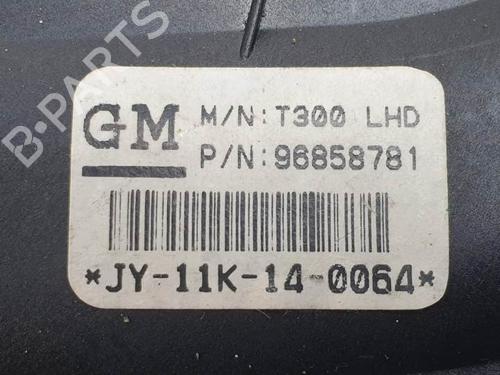 B-PARTS
GM
M/N:T300 LHD
P/N:96858781
*JY-11K-14-0064*